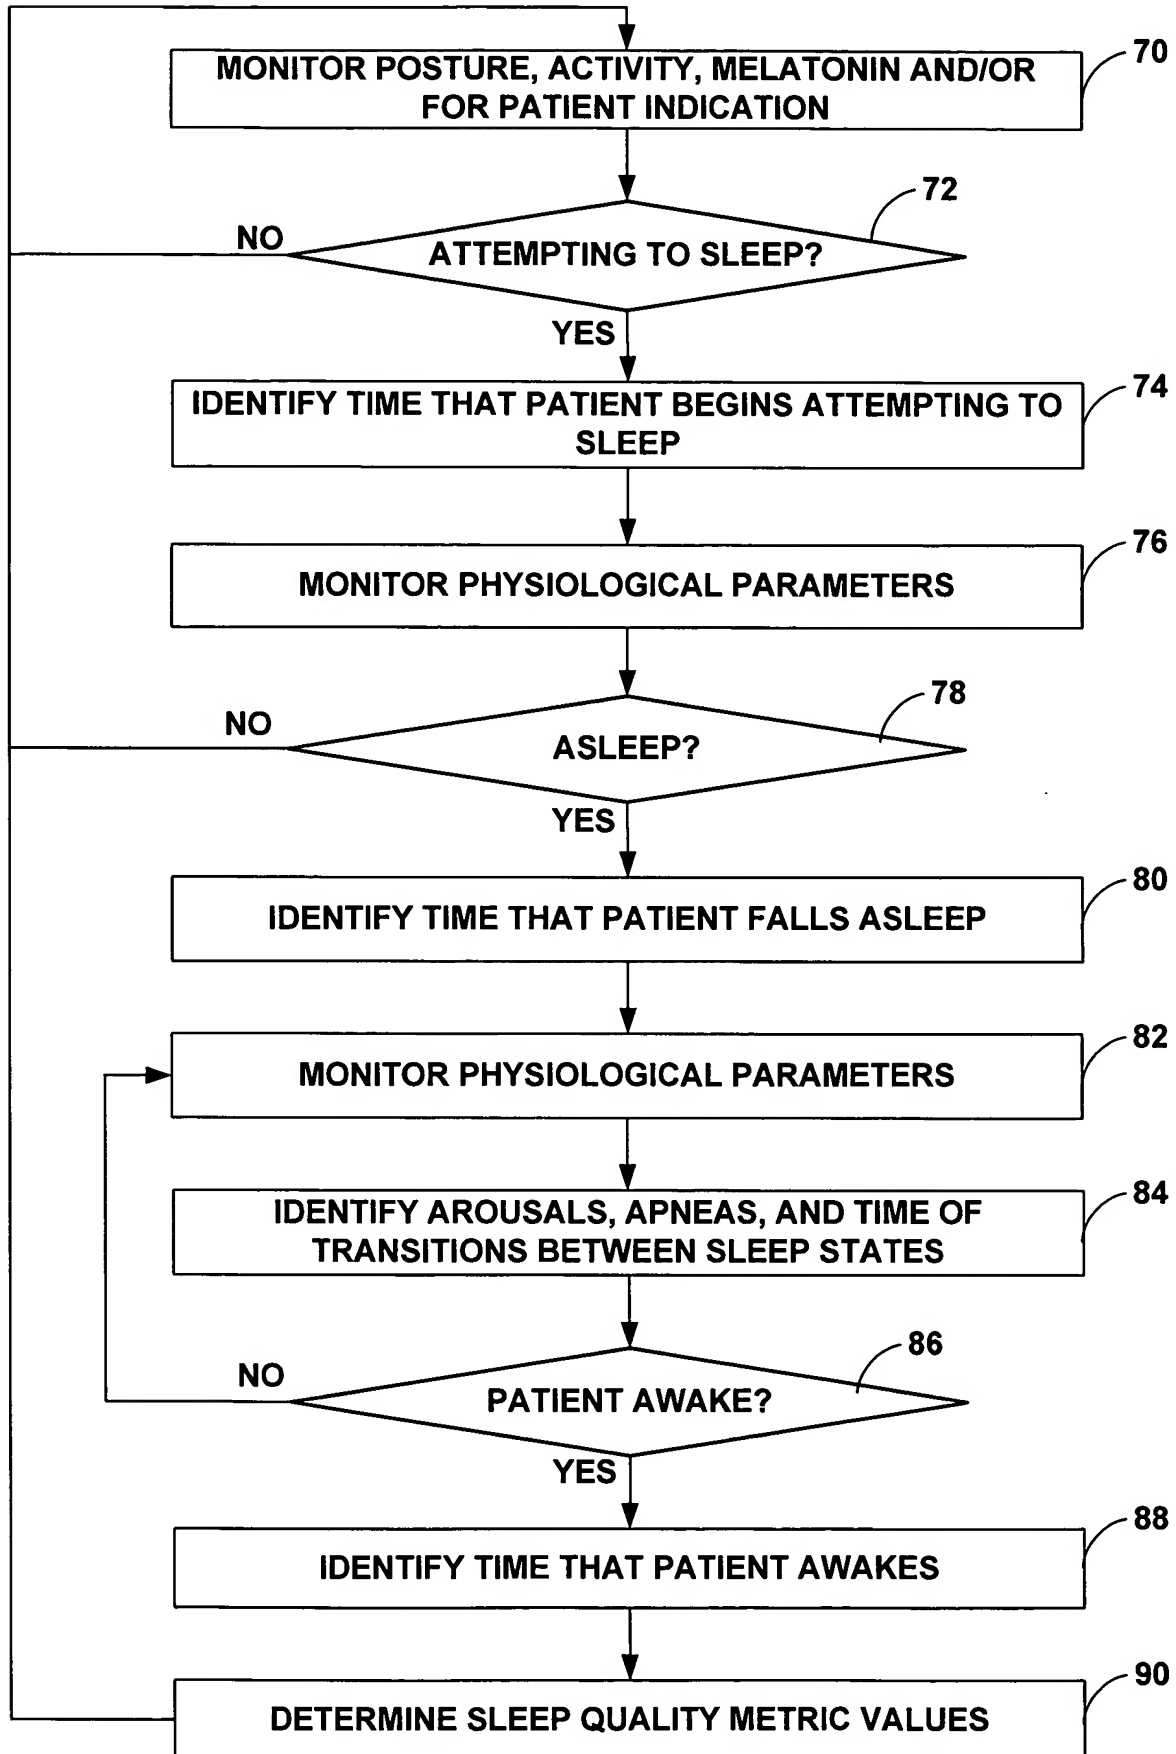 70
MONITOR POSTURE, ACTIVITY, MELATONIN AND/OR
FOR PATIENT INDICATION
72
NO
ATTEMPTING TO SLEEP?
YES
74
IDENTIFY TIME THAT PATIENT BEGINS ATTEMPTING TO
SLEEP
76
MONITOR PHYSIOLOGICAL PARAMETERS
78
NO
ASLEEP?
YES
80
IDENTIFY TIME THAT PATIENT FALLS ASLEEP
82
MONITOR PHYSIOLOGICAL PARAMETERS
84
IDENTIFY AROUSALS, APNEAS, AND TIME OF
TRANSITIONS BETWEEN SLEEP STATES
86
NO
PATIENT AWAKE?
YES
88
IDENTIFY TIME THAT PATIENT AWAKES
90
DETERMINE SLEEP QUALITY METRIC VALUES